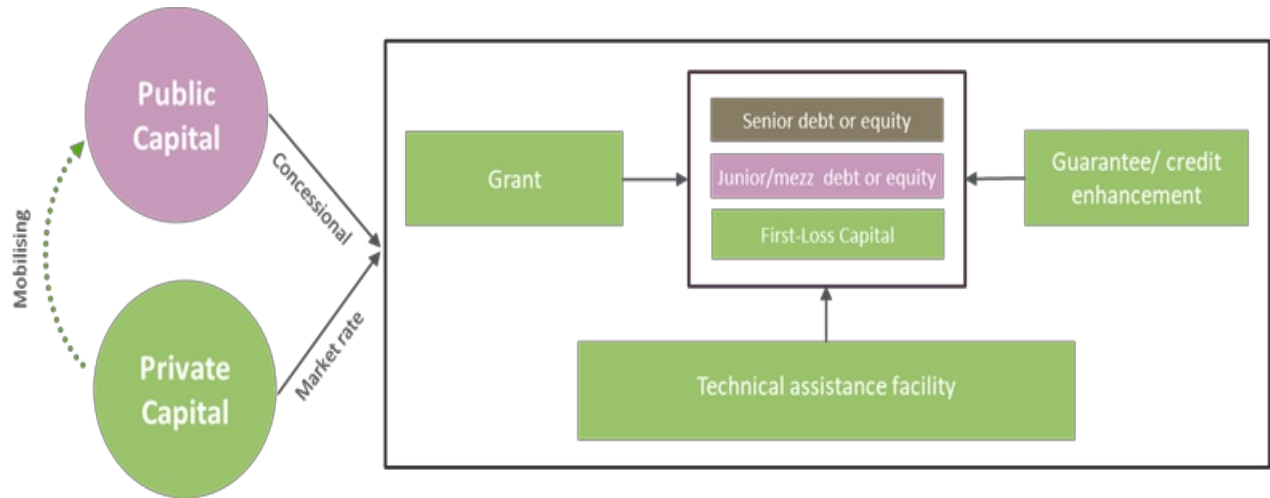 Public
Capital
Concessional
Mobilising
Private
Capital
Market rate
Grant
Senior debt or equity
Junior/mezz debt or equity
First-Loss Capital
Guarantee/ credit
enhancement
Technical assistance facility